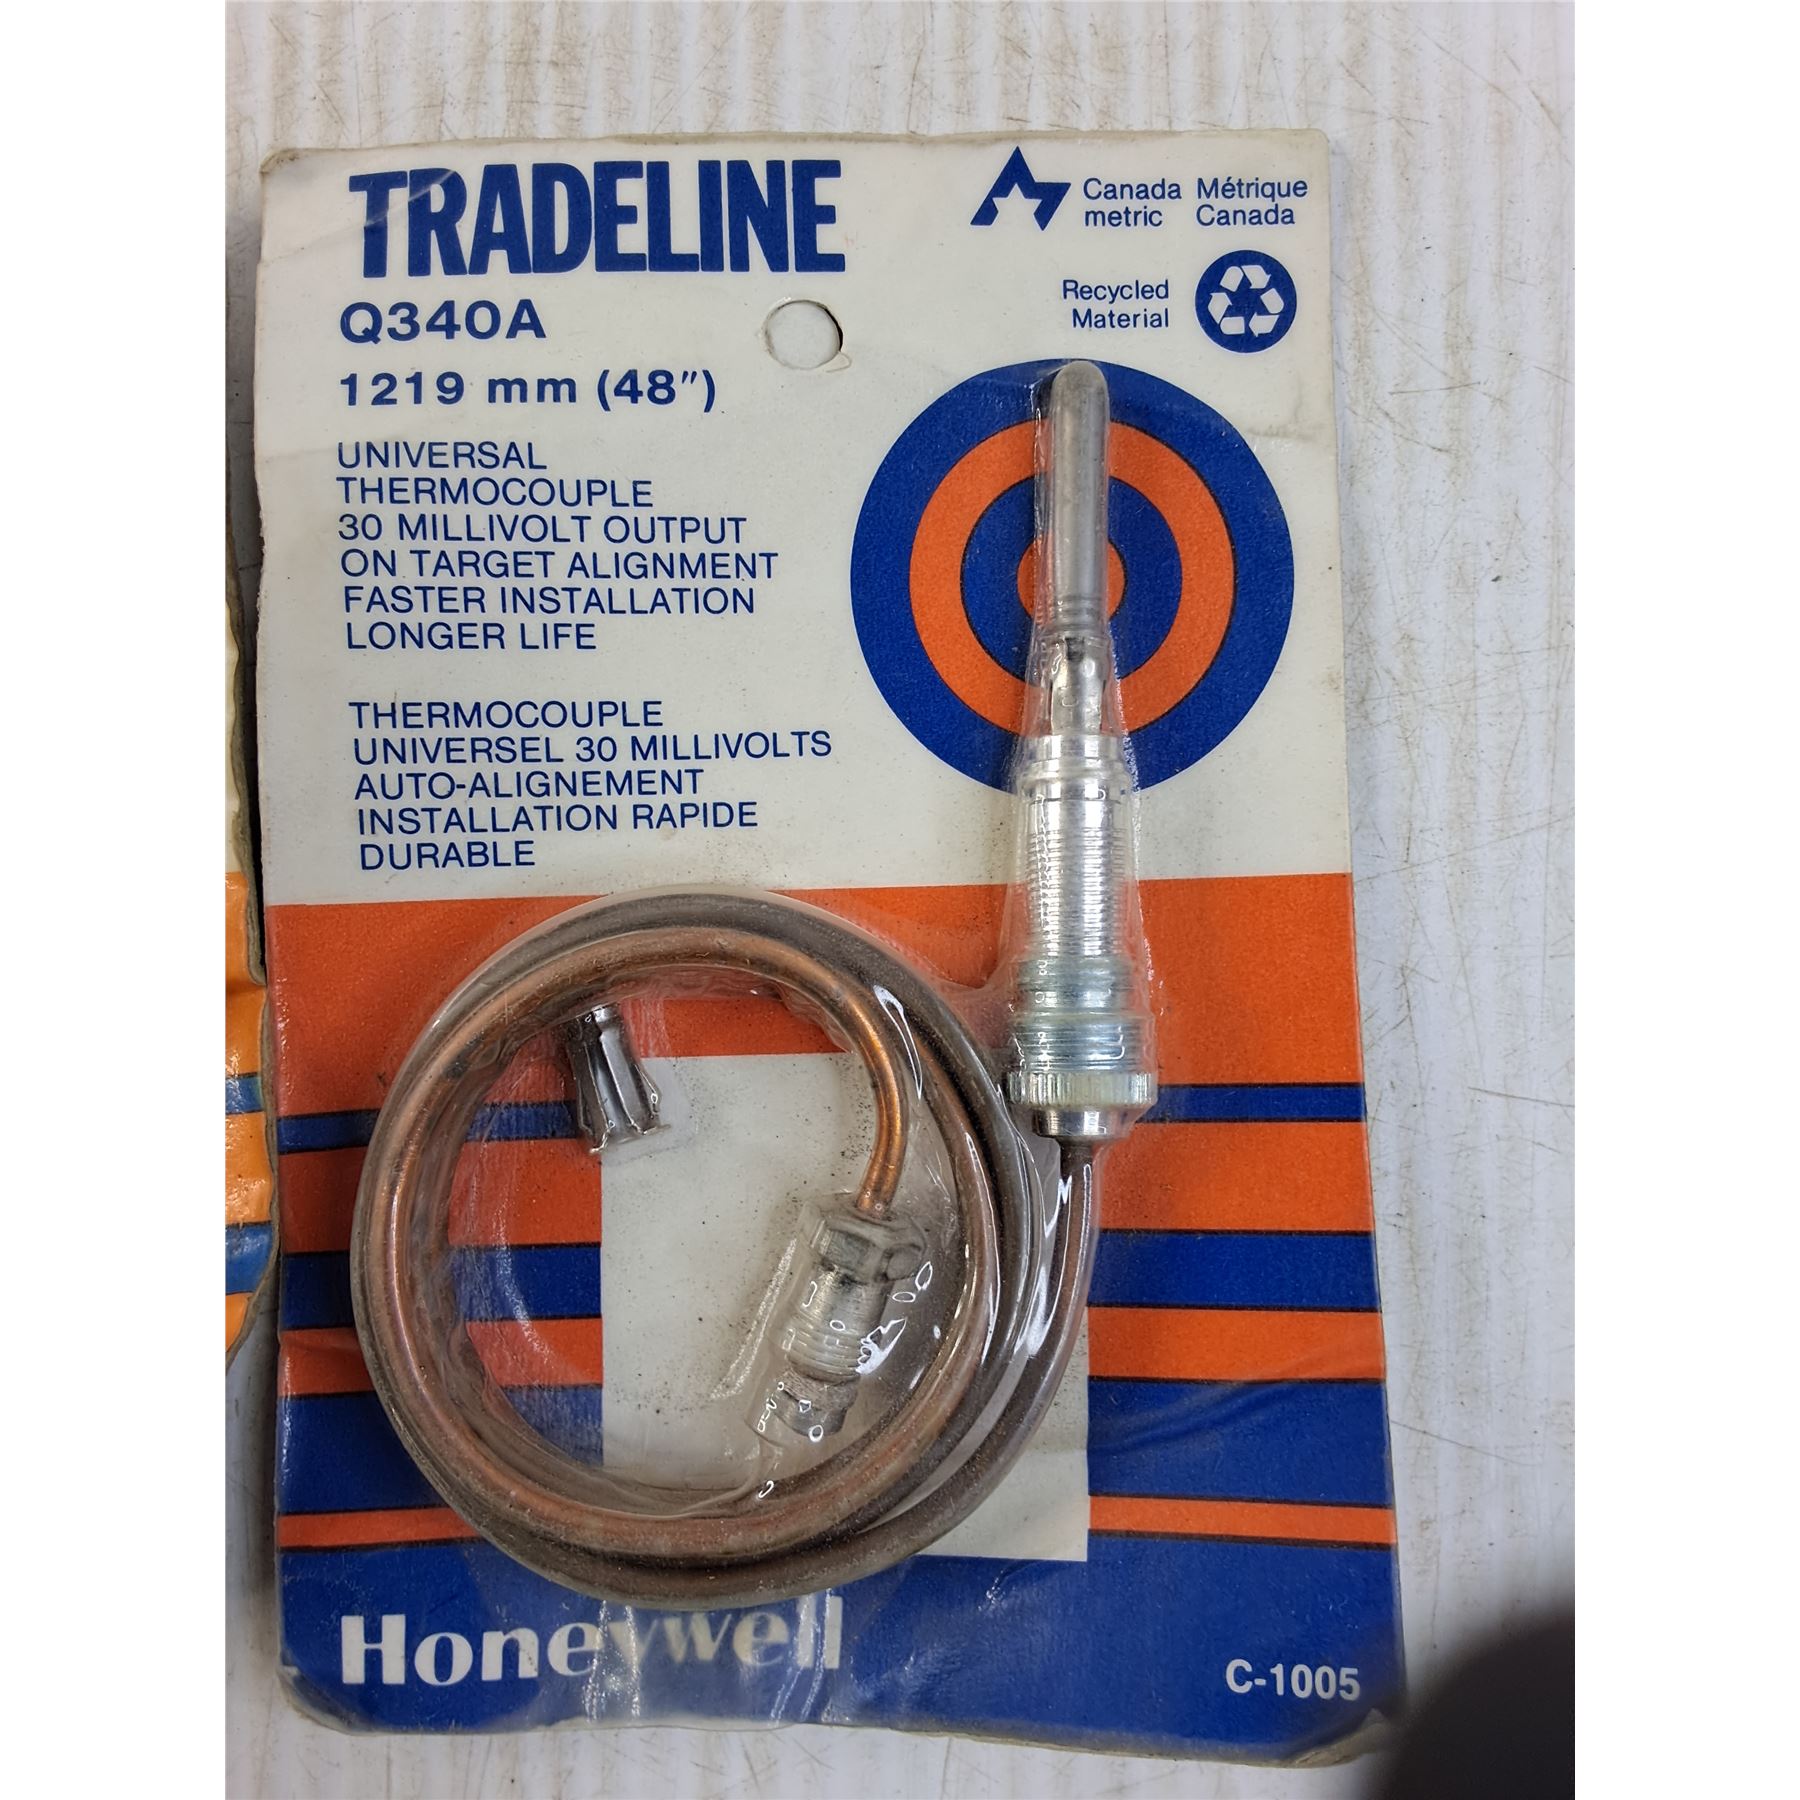 TRADELINE
Q340A
1219 mm (48")
Canada Métrique
metric Canada
Recycled
Material
UNIVERSAL
THERMOCOUPLE
30 MILLIVOLT OUTPUT
ON TARGET ALIGNMENT
FASTER INSTALLATION
LONGER LIFE
THERMOCOUPLE
UNIVERSEL 30 MILLIVOLTS
AUTO-ALIGNEMENT
INSTALLATION RAPIDE
DURABLE
Honeywell
C-1005